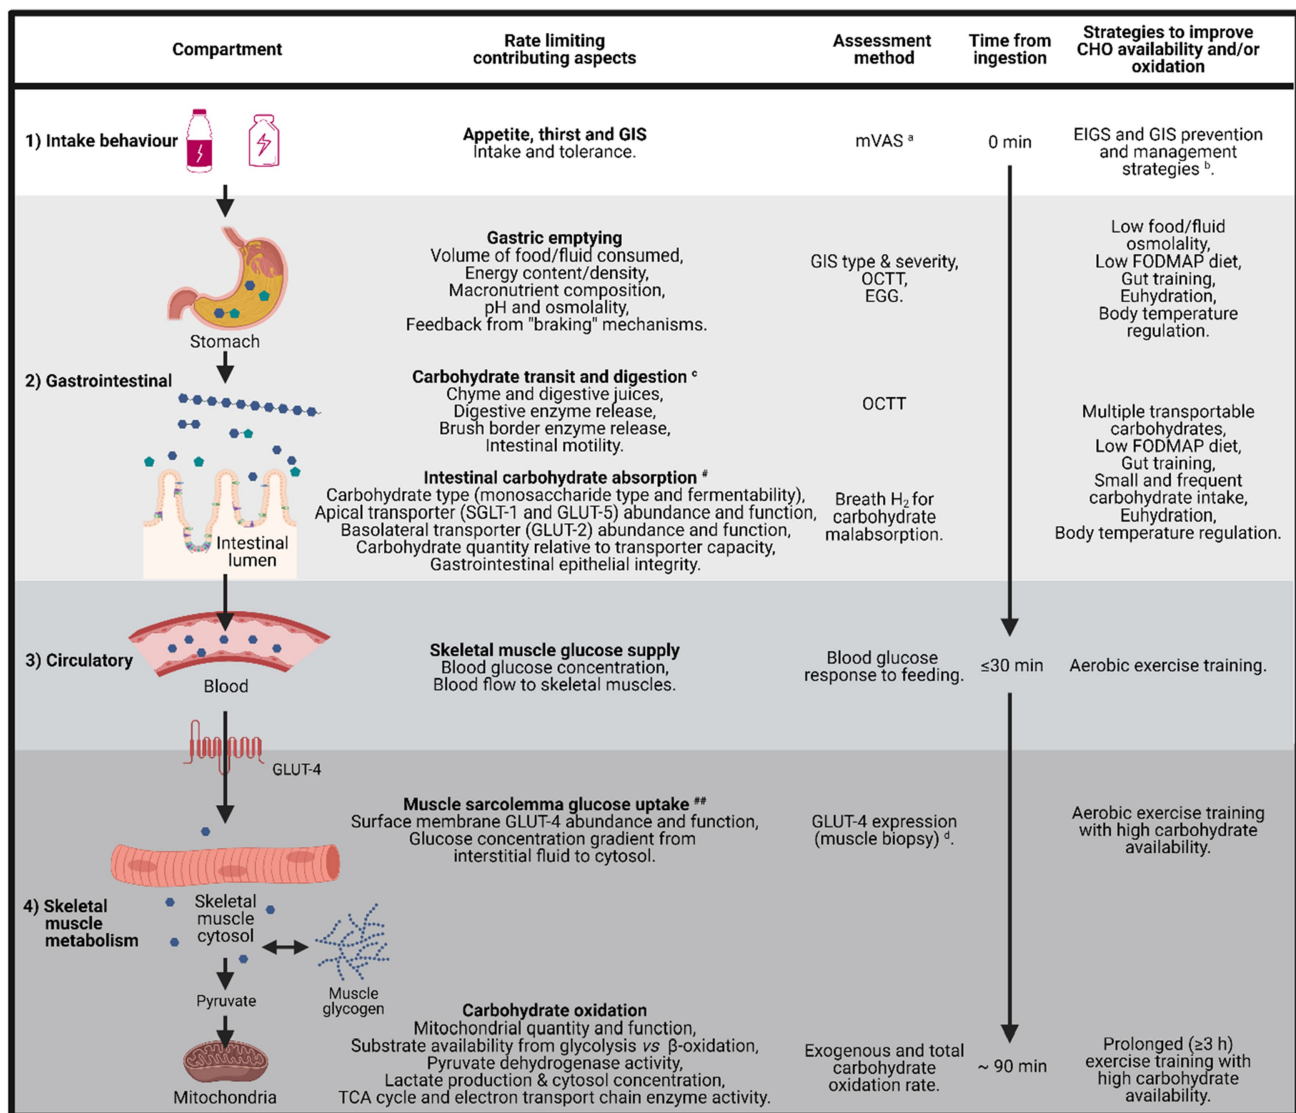 Compartment
Rate limiting
contributing aspects
Assessment
method
Time from
ingestion
Strategies to improve
CHO availability and/or
oxidation
1) Intake behaviour
Appetite, thirst and GIS
Intake and tolerance.
mVAS ᵃ
0 min
EIGS and GIS prevention
and management
strategies ᵇ.
Stomach
Gastric emptying
Volume of food/fluid consumed,
Energy content/density,
Macronutrient composition,
pH and osmolality,
Feedback from "braking" mechanisms.
GIS type & severity,
OCTT,
EGG.
Low food/fluid
osmolality,
Low FODMAP diet,
Gut training,
Euhydration,
Body temperature
regulation.
2) Gastrointestinal
Carbohydrate transit and digestion ᶜ
Chyme and digestive juices,
Digestive enzyme release,
Brush border enzyme release,
Intestinal motility.
OCTT
Intestinal
lumen
Intestinal carbohydrate absorption #
Carbohydrate type (monosaccharide type and fermentability),
Apical transporter (SGLT-1 and GLUT-5) abundance and function,
Basolateral transporter (GLUT-2) abundance and function,
Carbohydrate quantity relative to transporter capacity,
Gastrointestinal epithelial integrity.
Breath H₂ for
carbohydrate
malabsorption.
Multiple transportable
carbohydrates,
Low FODMAP diet,
Gut training,
Small and frequent
carbohydrate intake,
Euhydration,
Body temperature regulation.
3) Circulatory
Blood
Skeletal muscle glucose supply
Blood glucose concentration,
Blood flow to skeletal muscles.
Blood glucose
response to feeding.
≤30 min
Aerobic exercise training.
GLUT-4
Muscle sarcolemma glucose uptake ##
Surface membrane GLUT-4 abundance and function,
Glucose concentration gradient from
interstitial fluid to cytosol.
GLUT-4 expression
(muscle biopsy) ᵈ.
Aerobic exercise training
with high carbohydrate
availability.
4) Skeletal
muscle
metabolism
Skeletal
muscle
cytosol
Pyruvate
Muscle
glycogen
Mitochondria
Carbohydrate oxidation
Mitochondrial quantity and function,
Substrate availability from glycolysis vs β-oxidation,
Pyruvate dehydrogenase activity,
Lactate production & cytosol concentration,
TCA cycle and electron transport chain enzyme activity.
Exogenous and total
carbohydrate
oxidation rate.
~ 90 min
Prolonged (≥3 h)
exercise training with
high carbohydrate
availability.